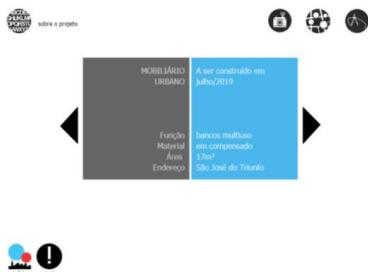 sobre o projeto
MOBILIÁRIO
URBANO
A ser construído em
julho/2019
Função
Material
Área
Endereço
bancos multiuso
em compensado
17m²
São José do Triunfo
!